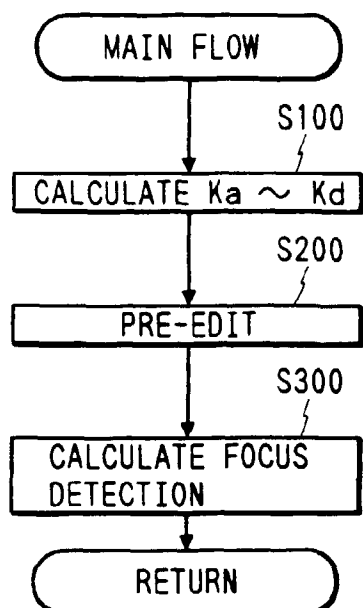 MAIN FLOW
S100
CALCULATE Ka ~ Kd
S200
PRE-EDIT
S300
CALCULATE FOCUS
DETECTION
RETURN